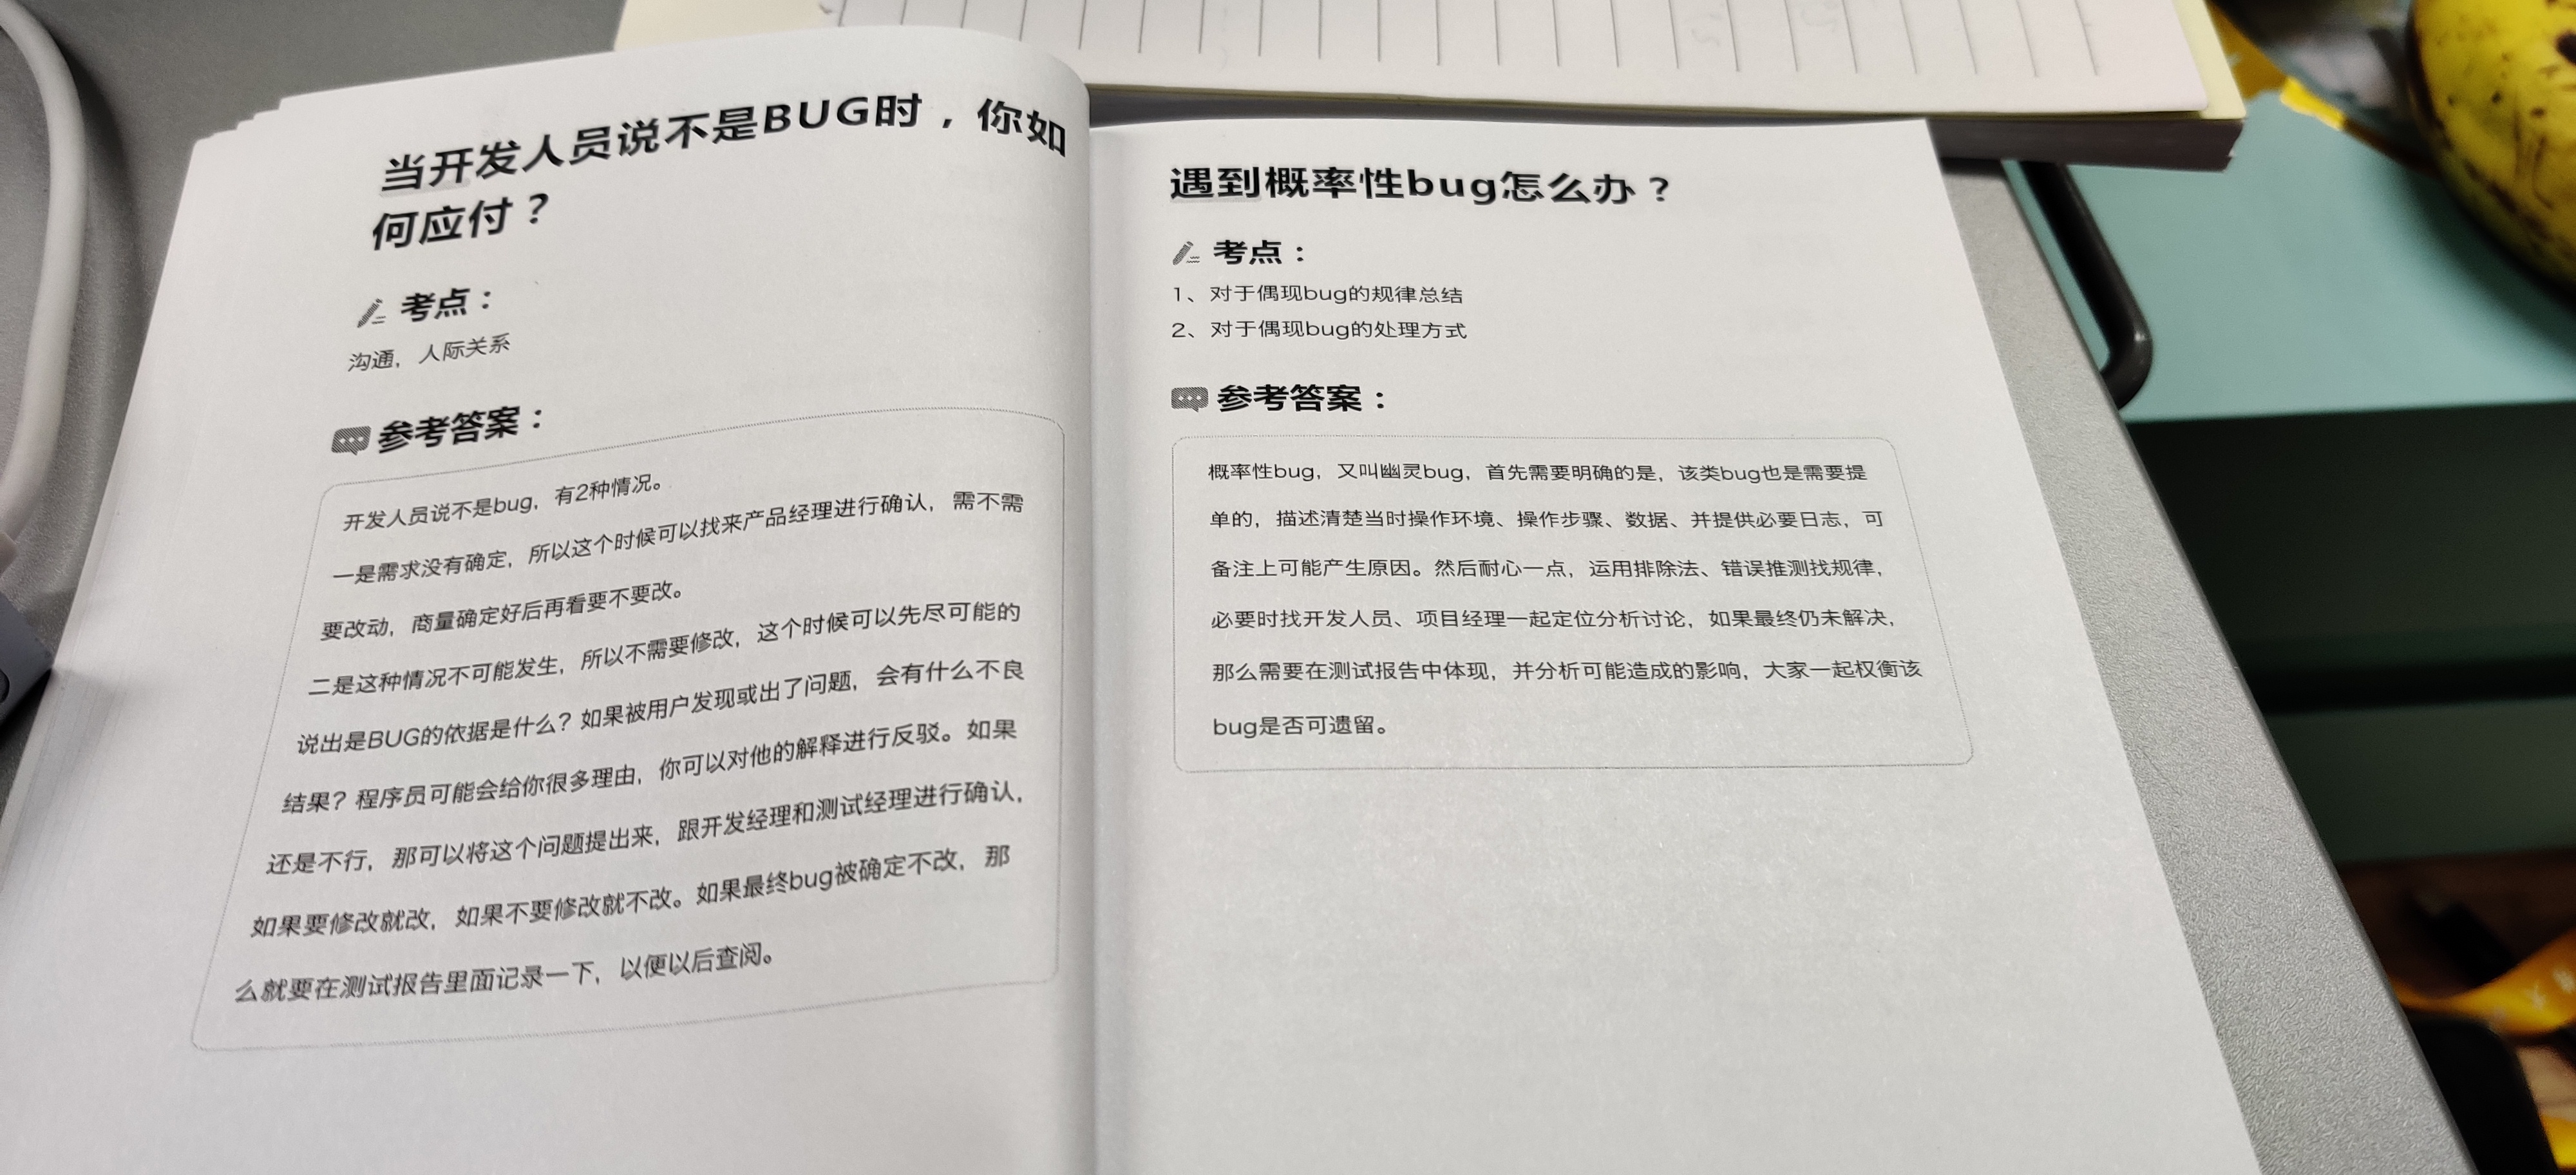 当开发人员说不是BUG时，你如
何应付？
考点：
沟通，人际关系
参考答案：
开发人员说不是bug，有2种情况。
一是需求没有确定，所以这个时候可以找来产品经理进行确认，需不需
要改动，商量确定好后再看要不要改。
二是这种情况不可能发生，所以不需要修改，这个时候可以先尽可能的
说出是BUG的依据是什么？如果被用户发现或出了问题，会有什么不良
结果？程序员可能会给你很多理由，你可以对他的解释进行反驳。如果
还是不行，那可以将这个问题提出来，跟开发经理和测试经理进行确认，
如果要修改就改，如果不要修改就不改。如果最终bug被确定不改，那
么就要在测试报告里面记录一下，以便以后查阅。
遇到概率性bug怎么办？
考点：
1、对于偶现bug的规律总结
2、对于偶现bug的处理方式
参考答案：
概率性bug，又叫幽灵bug，首先需要明确的是，该类bug也是需要提
单的，描述清楚当时操作环境、操作步骤、数据、并提供必要日志，可
备注上可能产生原因。然后耐心一点，运用排除法、错误推测找规律，
必要时找开发人员、项目经理一起定位分析讨论，如果最终仍未解决，
那么需要在测试报告中体现，并分析可能造成的影响，大家一起权衡该
bug是否可遗留。